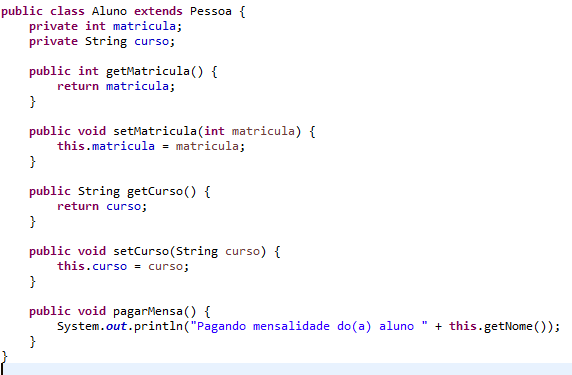 public class Aluno extends Pessoa {
    private int matricula;
    private String curso;

    public int getMatricula() {
        return matricula;
    }

    public void setMatricula(int matricula) {
        this.matricula = matricula;
    }

    public String getCurso() {
        return curso;
    }

    public void setCurso(String curso) {
        this.curso = curso;
    }

    public void pagarMensa() {
        System.out.println("Pagando mensalidade do(a) aluno " + this.getNome());
    }
}